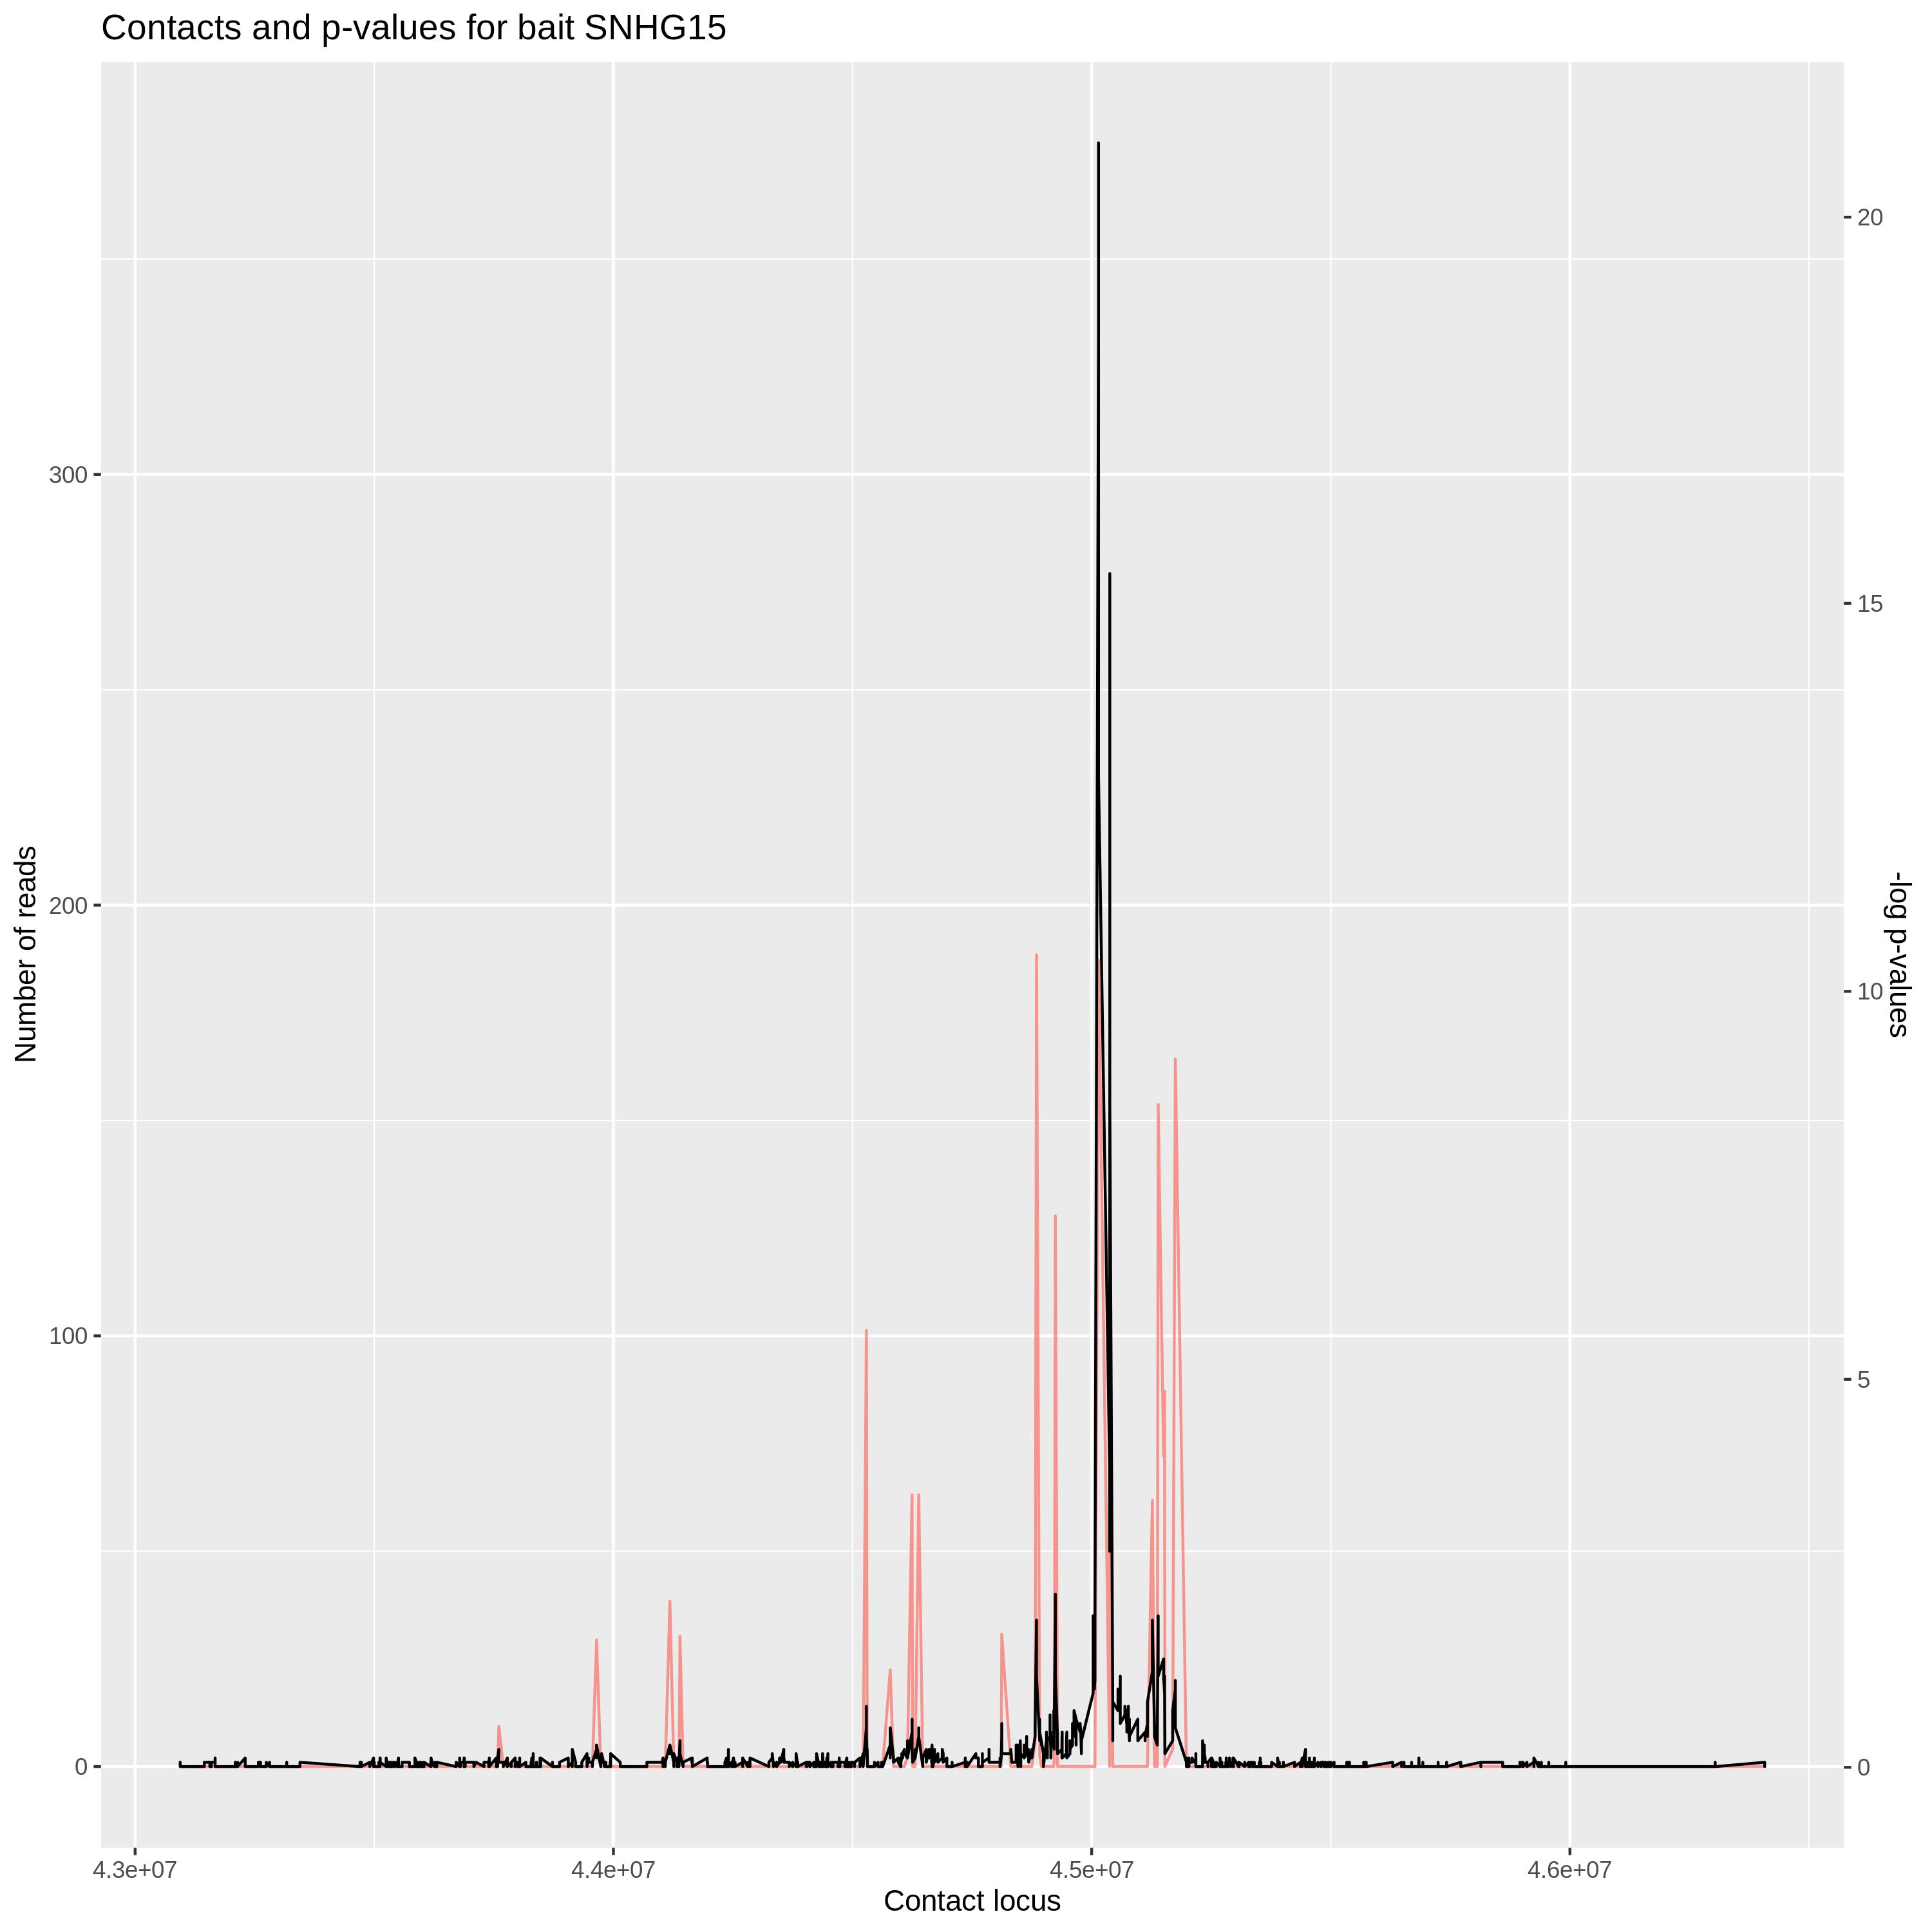 Contacts and p-values for bait SNHG15
Number of reads
300
200
100
0
20
15
10
5
0
-log p-values
4.3e+07
4.4e+07
4.5e+07
4.6e+07
Contact locus